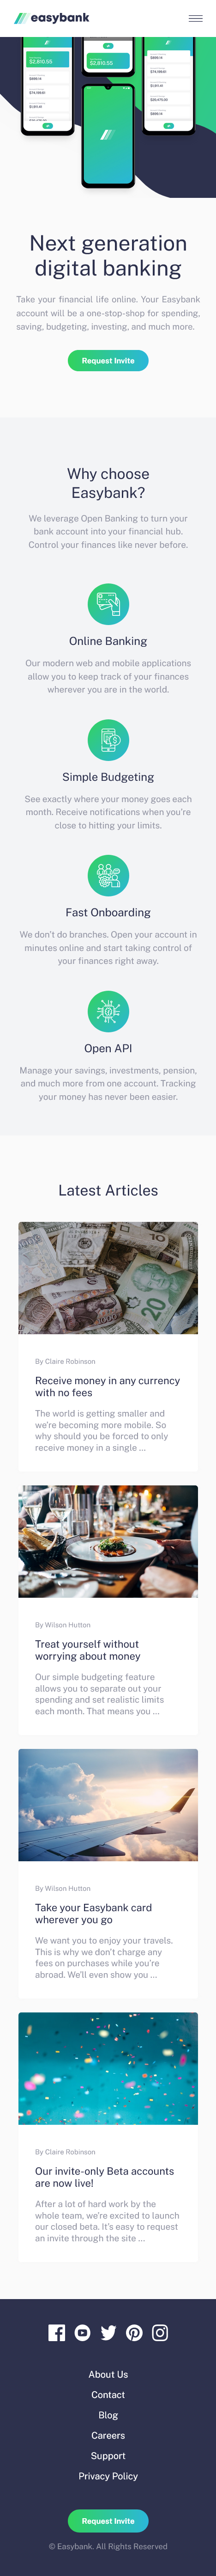 easybank
Next generation
digital banking
Take your financial life online. Your Easybank
account will be a one-stop-shop for spending,
saving, budgeting, investing, and much more.
Request Invite
Why choose
Easybank?
We leverage Open Banking to turn your
bank account into your financial hub.
Control your finances like never before.
Online Banking
Our modern web and mobile applications
allow you to keep track of your finances
wherever you are in the world.
Simple Budgeting
See exactly where your money goes each
month. Receive notifications when you're
close to hitting your limits.
Fast Onboarding
We don't do branches. Open your account in
minutes online and start taking control of
your finances right away.
Open API
Manage your savings, investments, pension,
and much more from one account. Tracking
your money has never been easier.
Latest Articles
By Claire Robinson
Receive money in any currency
with no fees
The world is getting smaller and
we're becoming more mobile. So
why should you be forced to only
receive money in a single ...
By Wilson Hutton
Treat yourself without
worrying about money
Our simple budgeting feature
allows you to separate out your
spending and set realistic limits
each month. That means you ...
By Wilson Hutton
Take your Easybank card
wherever you go
We want you to enjoy your travels.
This is why we don't charge any
fees on purchases while you're
abroad. We'll even show you ...
By Claire Robinson
Our invite-only Beta accounts
are now live!
After a lot of hard work by the
whole team, we're excited to launch
our closed beta. It's easy to request
an invite through the site ...
About Us
Contact
Blog
Careers
Support
Privacy Policy
Request Invite
© Easybank. All Rights Reserved